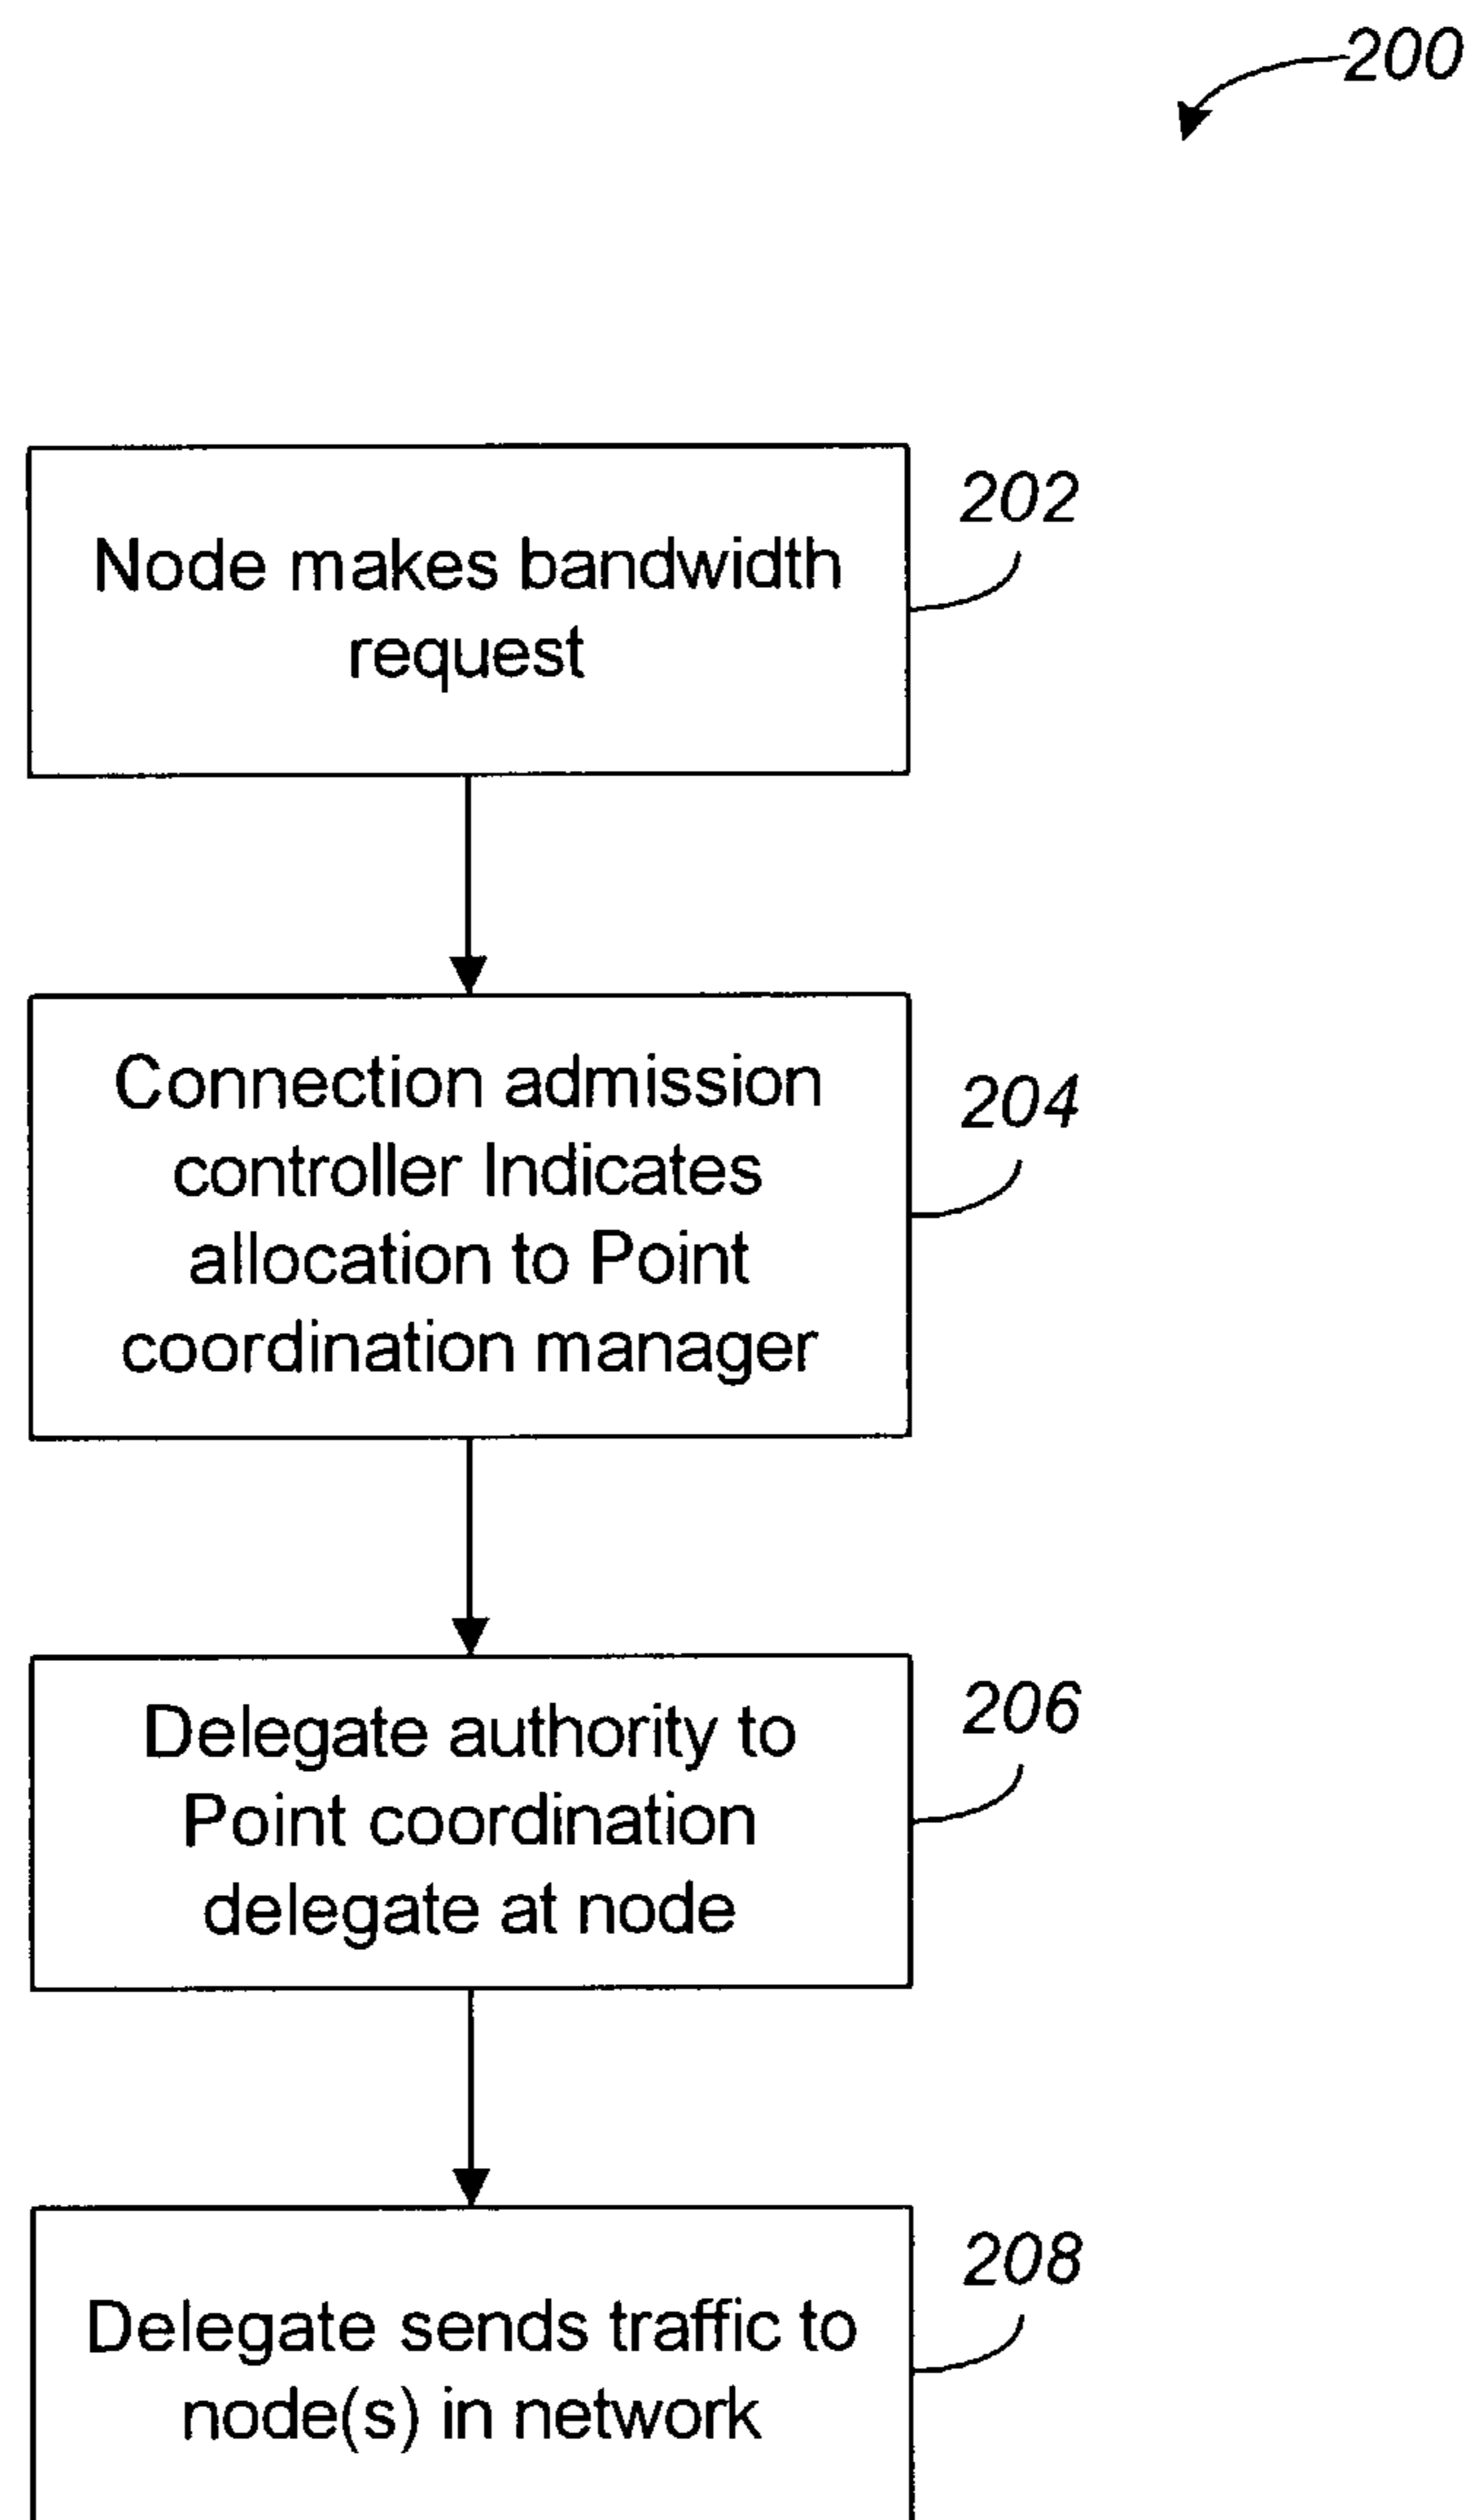 200
Node makes bandwidth
request
202
Connection admission
controller Indicates
allocation to Point
coordination manager
204
Delegate authority to
Point coordination
delegate at node
206
Delegate sends traffic to
node(s) in network
208